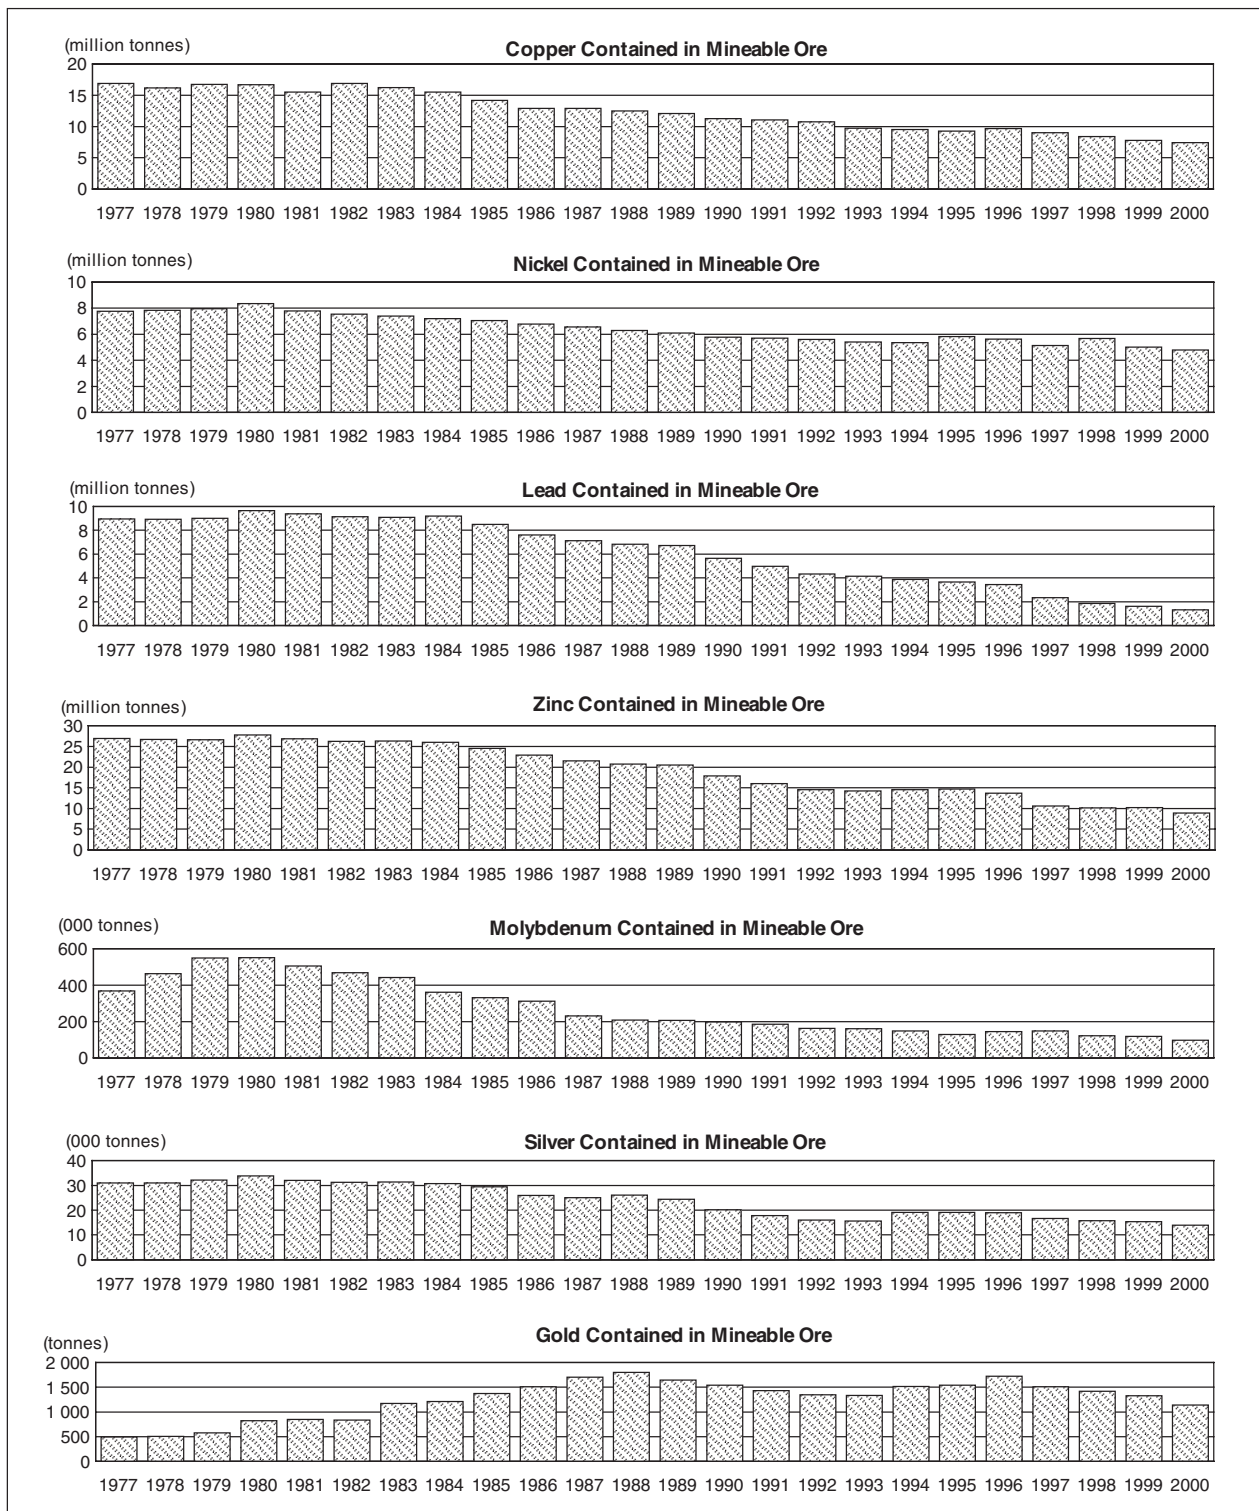 (million tonnes)
Copper Contained in Mineable Ore
20
15
10
5
0
1977 1978 1979 1980 1981 1982 1983 1984 1985 1986 1987 1988 1989 1990 1991 1992 1993 1994 1995 1996 1997 1998 1999 2000
(million tonnes)
Nickel Contained in Mineable Ore
10
8
6
4
2
0
1977 1978 1979 1980 1981 1982 1983 1984 1985 1986 1987 1988 1989 1990 1991 1992 1993 1994 1995 1996 1997 1998 1999 2000
(million tonnes)
Lead Contained in Mineable Ore
10
8
6
4
2
0
1977 1978 1979 1980 1981 1982 1983 1984 1985 1986 1987 1988 1989 1990 1991 1992 1993 1994 1995 1996 1997 1998 1999 2000
(million tonnes)
Zinc Contained in Mineable Ore
30
25
20
15
10
5
0
1977 1978 1979 1980 1981 1982 1983 1984 1985 1986 1987 1988 1989 1990 1991 1992 1993 1994 1995 1996 1997 1998 1999 2000
(000 tonnes)
Molybdenum Contained in Mineable Ore
600
400
200
0
1977 1978 1979 1980 1981 1982 1983 1984 1985 1986 1987 1988 1989 1990 1991 1992 1993 1994 1995 1996 1997 1998 1999 2000
(000 tonnes)
Silver Contained in Mineable Ore
40
30
20
10
0
1977 1978 1979 1980 1981 1982 1983 1984 1985 1986 1987 1988 1989 1990 1991 1992 1993 1994 1995 1996 1997 1998 1999 2000
(tonnes)
Gold Contained in Mineable Ore
2 000
1 500
1 000
500
0
1977 1978 1979 1980 1981 1982 1983 1984 1985 1986 1987 1988 1989 1990 1991 1992 1993 1994 1995 1996 1997 1998 1999 2000